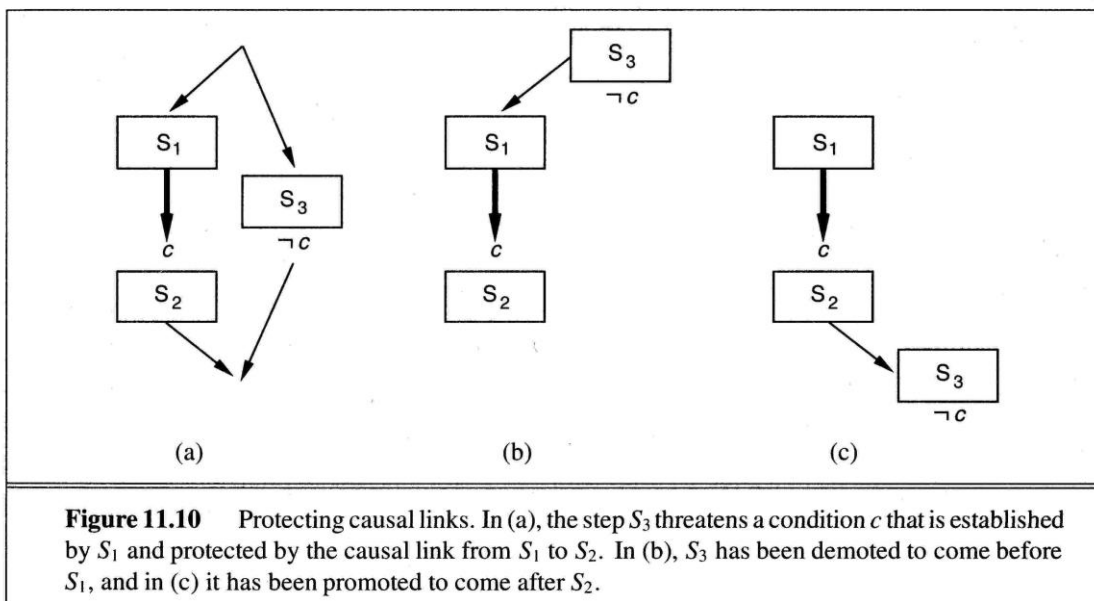 S₃
¬ c
S₁
S₁
S₁
S₃
¬ c
c
c
c
S₂
S₂
S₂
S₃
¬ c
(a)
(b)
(c)
Figure 11.10 Protecting causal links. In (a), the step S₃ threatens a condition c that is established
by S₁ and protected by the causal link from S₁ to S₂. In (b), S₃ has been demoted to come before
S₁, and in (c) it has been promoted to come after S₂.